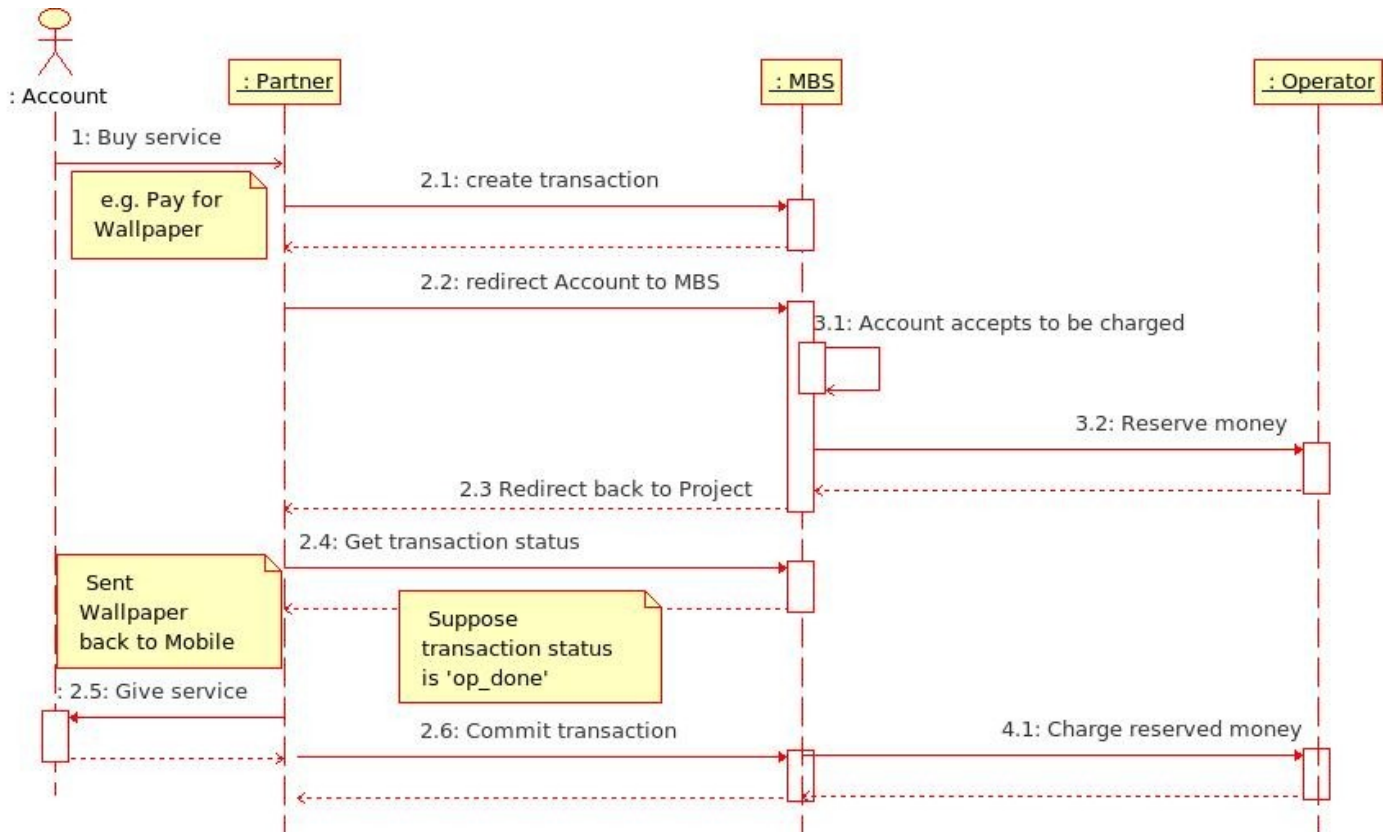 : Account
: Partner
: MBS
: Operator
1: Buy service
e.g. Pay for
Wallpaper
2.1: create transaction
2.2: redirect Account to MBS
3.1: Account accepts to be charged
3.2: Reserve money
2.3 Redirect back to Project
2.4: Get transaction status
Sent
Wallpaper
back to Mobile
Suppose
transaction status
is 'op_done'
: 2.5: Give service
2.6: Commit transaction
4.1: Charge reserved money